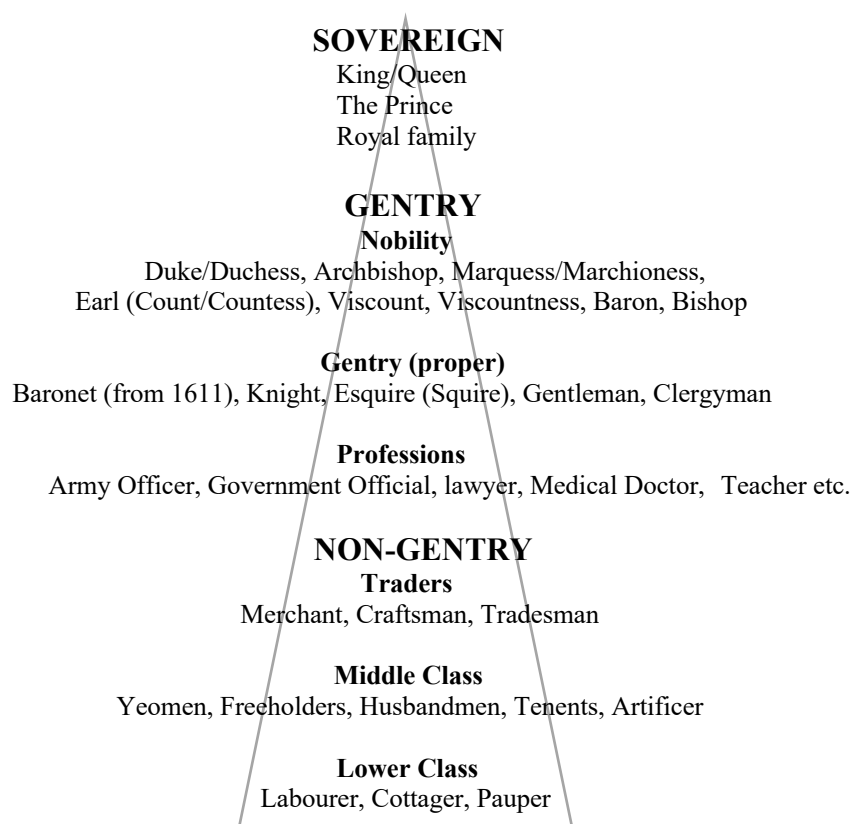 SOVEREIGN
King/Queen
The Prince
Royal family
GENTRY
Nobility
Duke/Duchess, Archbishop, Marquess/Marchioness,
Earl (Count/Countess), Viscount, Viscountness, Baron, Bishop
Gentry (proper)
Baronet (from 1611), Knight, Esquire (Squire), Gentleman, Clergyman
Professions
Army Officer, Government Official, lawyer, Medical Doctor, Teacher etc.
NON-GENTRY
Traders
Merchant, Craftsman, Tradesman
Middle Class
Yeomen, Freeholders, Husbandmen, Tenents, Artificer
Lower Class
Labourer, Cottager, Pauper